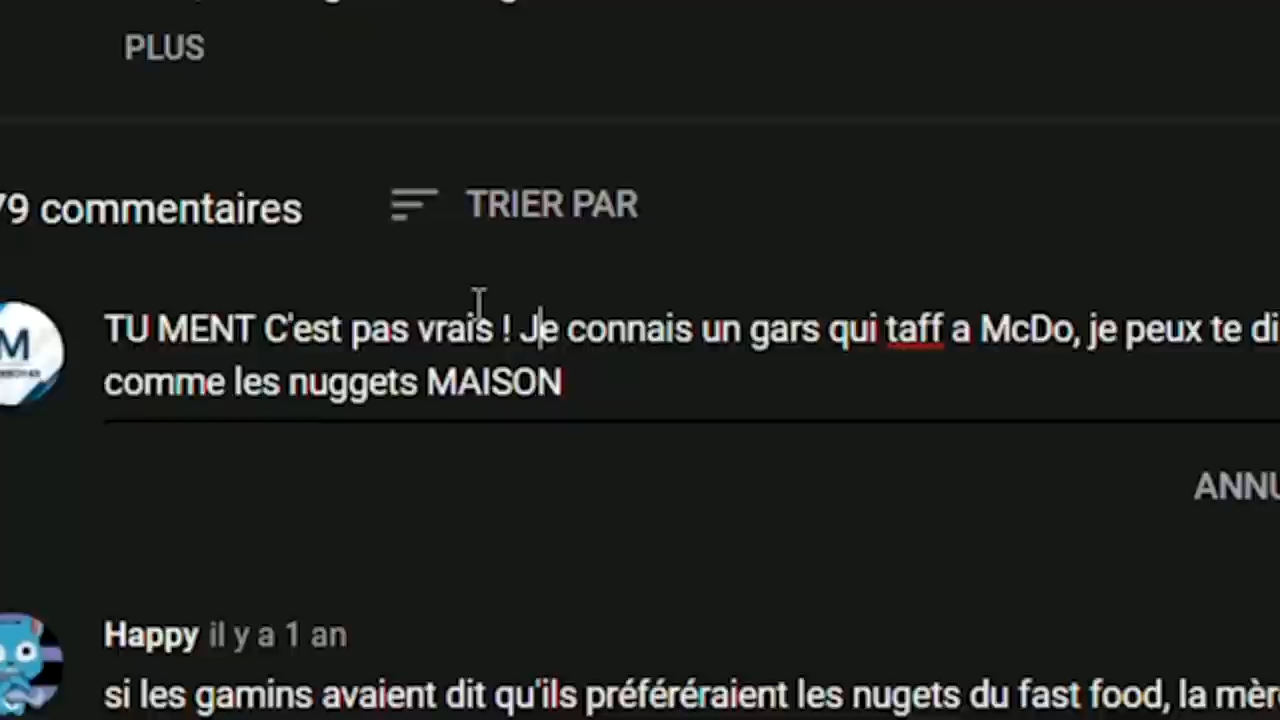 PLUS
79 commentaires
TRIER PAR
M
TU MENT C'est pas vrais ! Je connais un gars qui taff a McDo, je peux te di
comme les nuggets MAISON
ANNU
Happy il y a 1 an
si les gamins avaient dit qu'ils préféréraient les nugets du fast food, la mèr